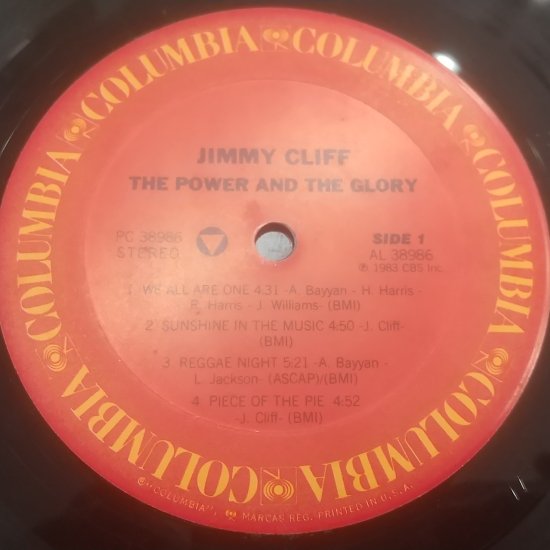 COLUMBIA COLUMBIA COLUMBIA COLUMBIA COLUMBIA COLUMBIA COLUMBIA COLUMBIA
JIMMY CLIFF
THE POWER AND THE GLORY
PC 38986
STEREO
SIDE 1
AL 38986
℗ 1983 CBS Inc.
1 WE ALL ARE ONE 4:31 -A. Bayyan - H. Harris -
R. Harris - J. Williams- (BMI)
2 SUNSHINE IN THE MUSIC 4:50 -J. Cliff-
(BMI)
3 REGGAE NIGHT 5:21 -A. Bayyan -
L. Jackson- (ASCAP)/(BMI)
4 PIECE OF THE PIE 4:52
-J. Cliff- (BMI)
"COLUMBIA", MARCAS REG. PRINTED IN U.S.A.